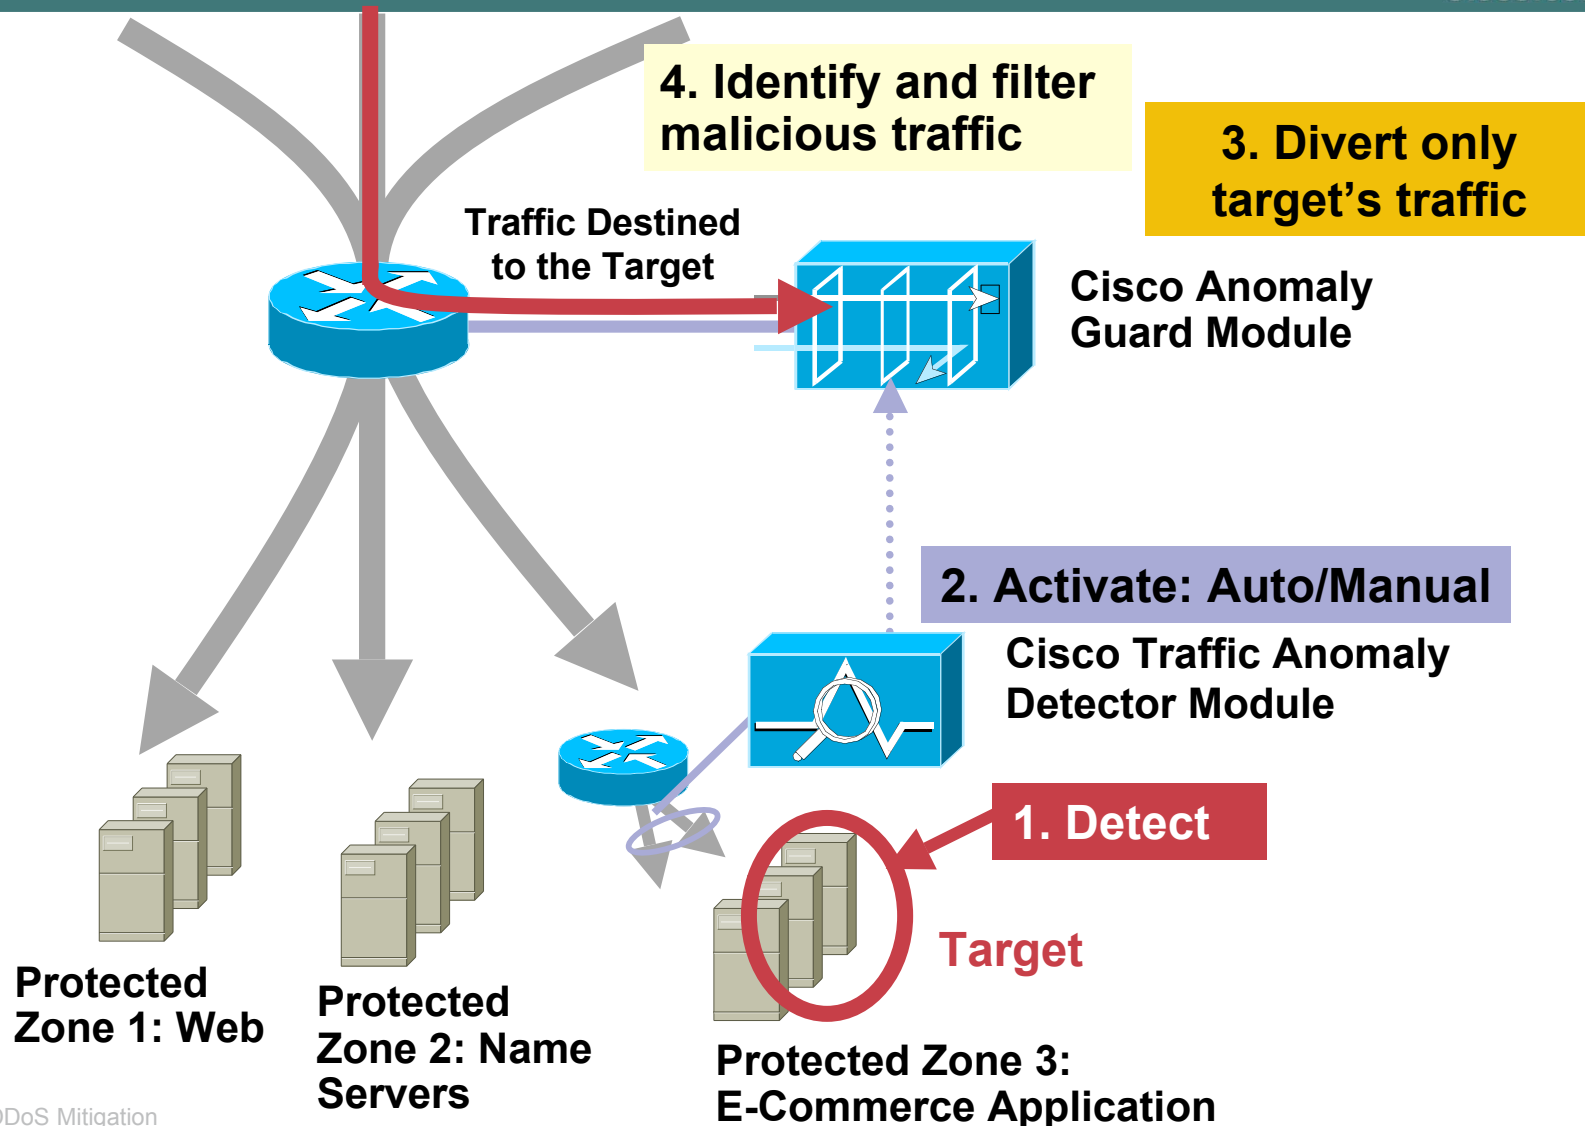 4. Identify and filter
malicious traffic
3. Divert only
target’s traffic
Traffic Destined
to the Target
Cisco Anomaly
Guard Module
2. Activate: Auto/Manual
Cisco Traffic Anomaly
Detector Module
1. Detect
Target
Protected
Zone 1: Web
Protected
Zone 2: Name
Servers
Protected Zone 3:
E-Commerce Application
DDoS Mitigation